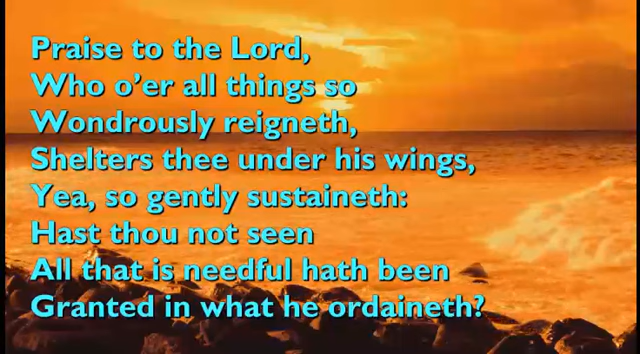 Praise to the Lord,
Who o'er all things so
Wondrously reigneth,
Shelters thee under his wings,
Yea, so gently sustaineth:
Hast thou not seen
All that is needful hath been
Granted in what he ordaineth?